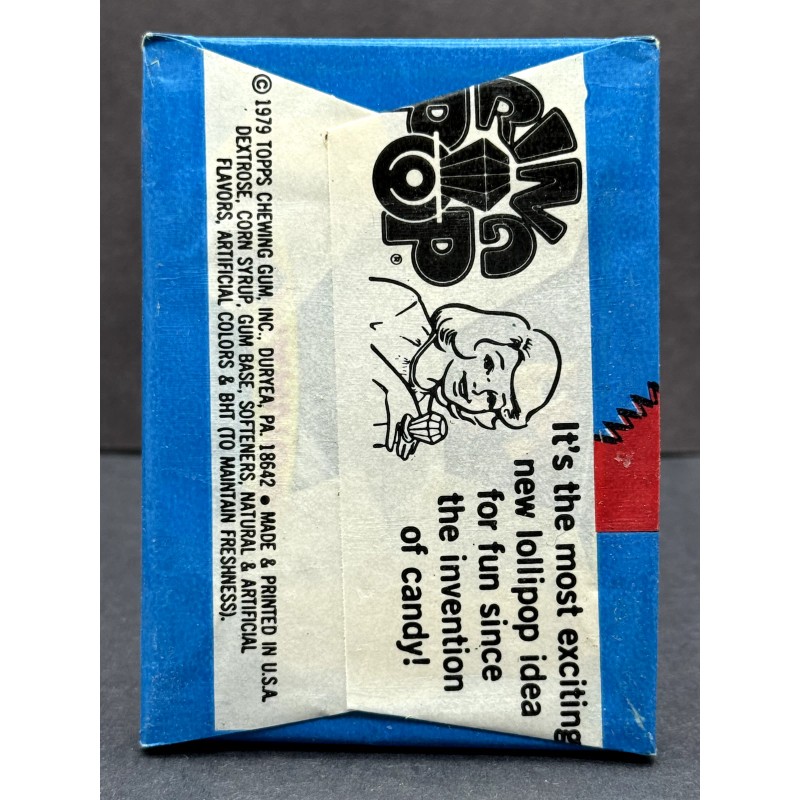 RING
POP
®
It's the most exciting
new lollipop idea
for fun since
the invention
of candy!
© 1979 TOPPS CHEWING GUM, INC., DURYEA, PA. 18642 • MADE & PRINTED IN U.S.A.
DEXTROSE, CORN SYRUP, GUM BASE, SOFTENERS, NATURAL & ARTIFICIAL
FLAVORS, ARTIFICIAL COLORS & BHT (TO MAINTAIN FRESHNESS).